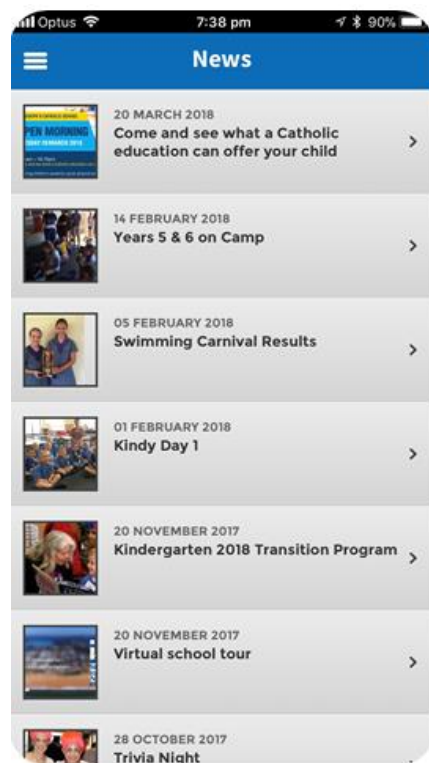 Optus 7:38 pm 90%
News
20 MARCH 2018
Come and see what a Catholic
education can offer your child
PEN MORNING
14 FEBRUARY 2018
Years 5 & 6 on Camp
05 FEBRUARY 2018
Swimming Carnival Results
01 FEBRUARY 2018
Kindy Day 1
20 NOVEMBER 2017
Kindergarten 2018 Transition Program
20 NOVEMBER 2017
Virtual school tour
28 OCTOBER 2017
Trivia Night